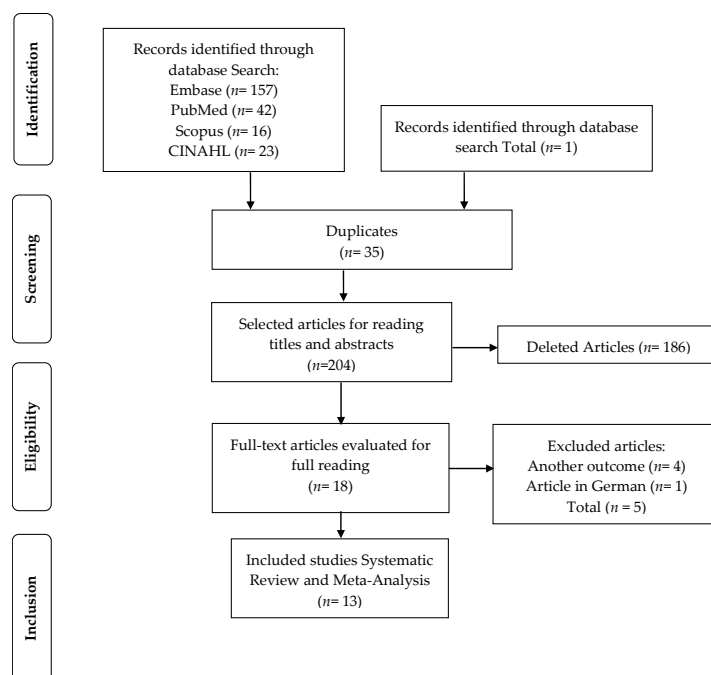 Identification
Records identified through
database Search:
Embase (n= 157)
PubMed (n= 42)
Scopus (n= 16)
CINAHL (n= 23)
Records identified through database
search Total (n= 1)
Screening
Duplicates
(n= 35)
Selected articles for reading
titles and abstracts
(n=204)
Deleted Articles (n= 186)
Eligibility
Full-text articles evaluated for
full reading
(n= 18)
Excluded articles:
Another outcome (n= 4)
Article in German (n= 1)
Total (n = 5)
Inclusion
Included studies Systematic
Review and Meta-Analysis
(n= 13)